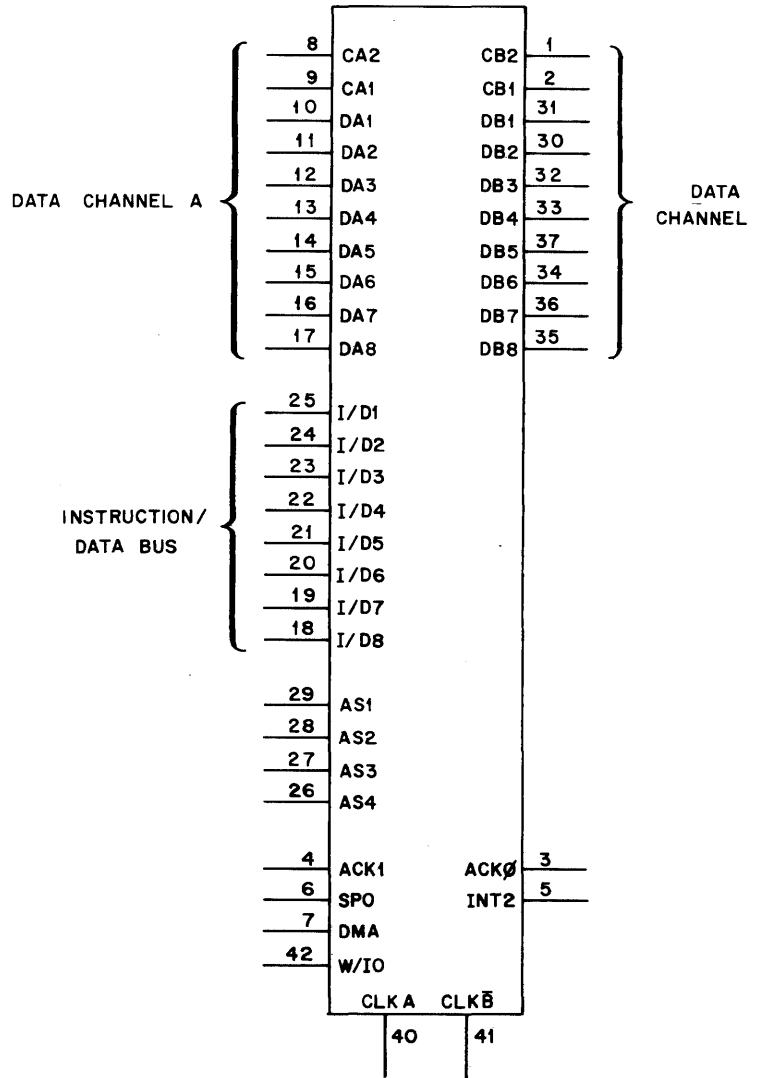 8 CA2 CB2 1
9 CA1 CB1 2
10 DA1 DB1 31
11 DA2 DB2 30
12 DA3 DB3 32
DATA CHANNEL A
13 DA4 DB4 33
DATA
CHANNEL
14 DA5 DB5 37
15 DA6 DB6 34
16 DA7 DB7 36
17 DA8 DB8 35
25 I/D1
24 I/D2
23 I/D3
22 I/D4
INSTRUCTION/
DATA BUS
21 I/D5
20 I/D6
19 I/D7
18 I/D8
29 AS1
28 AS2
27 AS3
26 AS4
4 ACK1 ACKØ 3
6 SPO INT2 5
7 DMA
42 W/IO
CLKA CLKB̅
40 41